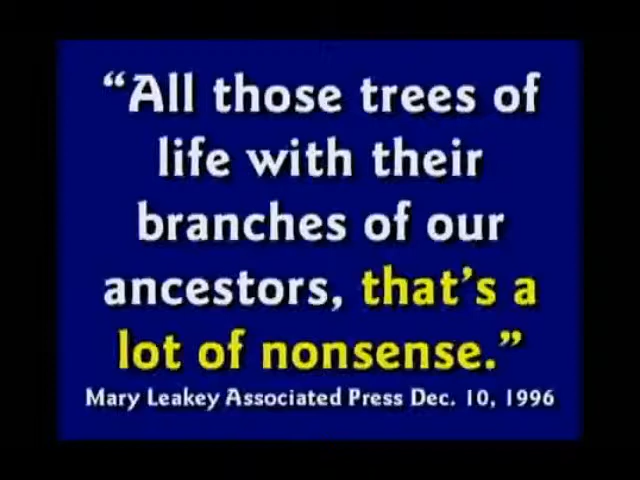 “All those trees of
life with their
branches of our
ancestors, that’s a
lot of nonsense.”
Mary Leakey Associated Press Dec. 10, 1996